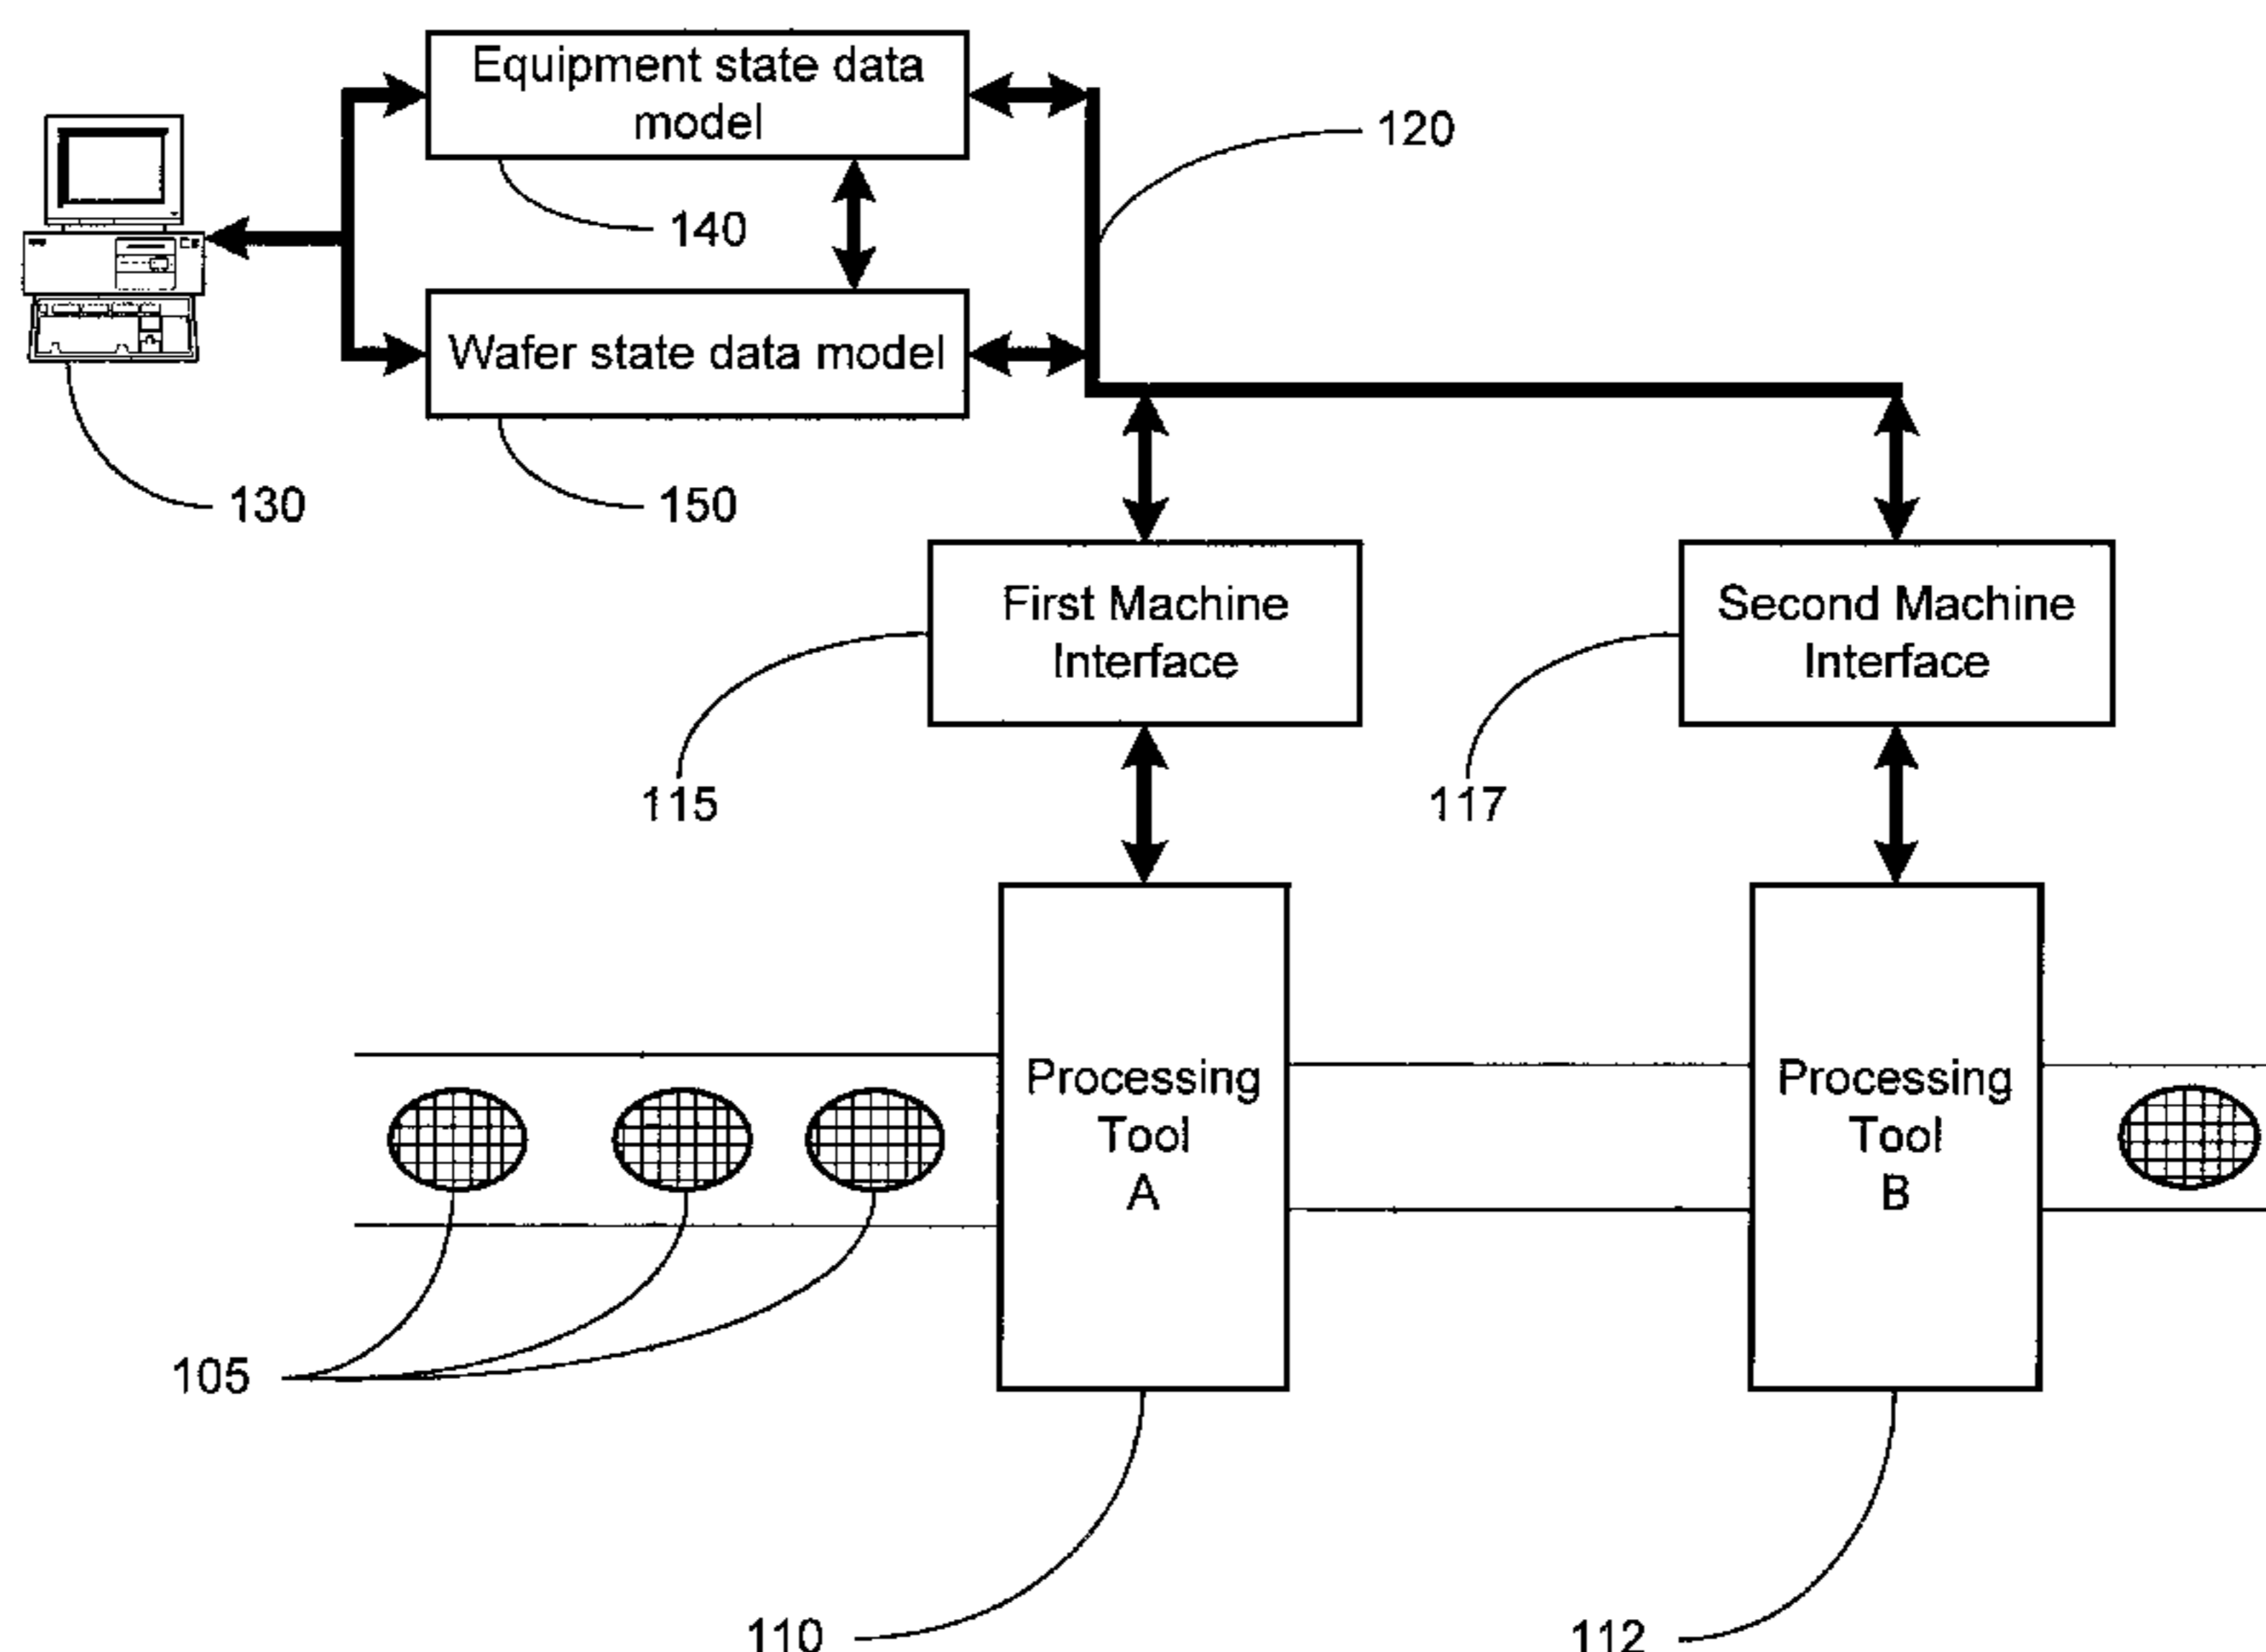 Equipment state data
model
120
140
Wafer state data model
130
150
First Machine
Interface
Second Machine
Interface
115
117
Processing
Tool
A
Processing
Tool
B
105
110
112